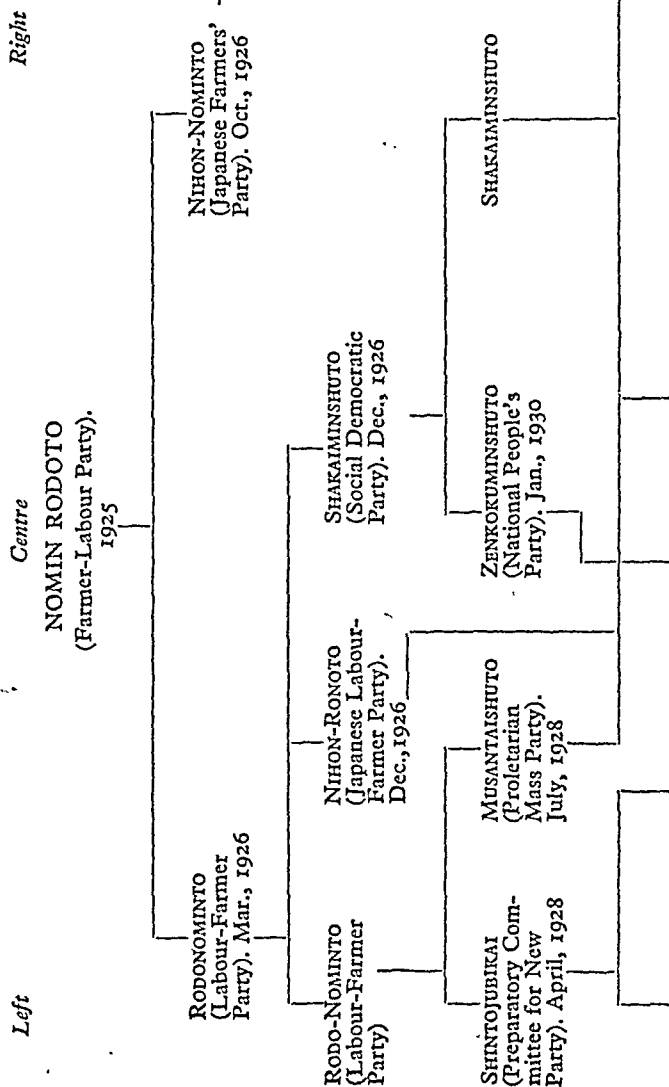 Left
Centre
Right
NOMIN RODOTO
(Farmer-Labour Party).
1925
RODONOMINTO
(Labour-Farmer
Party). Mar., 1926
NIHON-NOMINTO
(Japanese Farmers'
Party). Oct., 1926
RODO-NOMINTO
(Labour-Farmer
Party)
NIHON-RONOTO
(Japanese Labour-
Farmer Party).
Dec., 1926
SHAKAIMINSHUTO
(Social Democratic
Party). Dec., 1926
SHINTOJUBIKAI
(Preparatory Com-
mittee for New
Party). April, 1928
MUSANTAISHUTO
(Proletarian
Mass Party).
July, 1928
ZENKOKUMINSHUTO
(National People's
Party). Jan., 1930
SHAKAIMINSHUTO